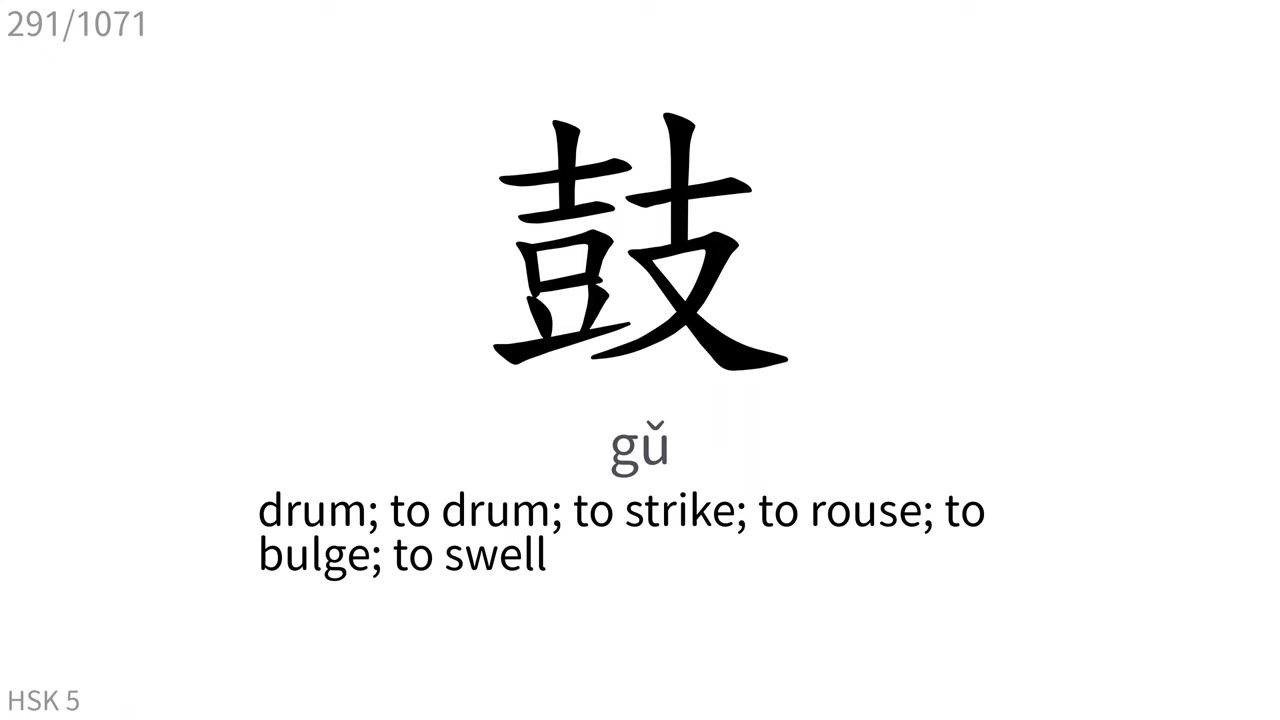 291/1071
鼓
gǔ
drum; to drum; to strike; to rouse; to
bulge; to swell
HSK 5